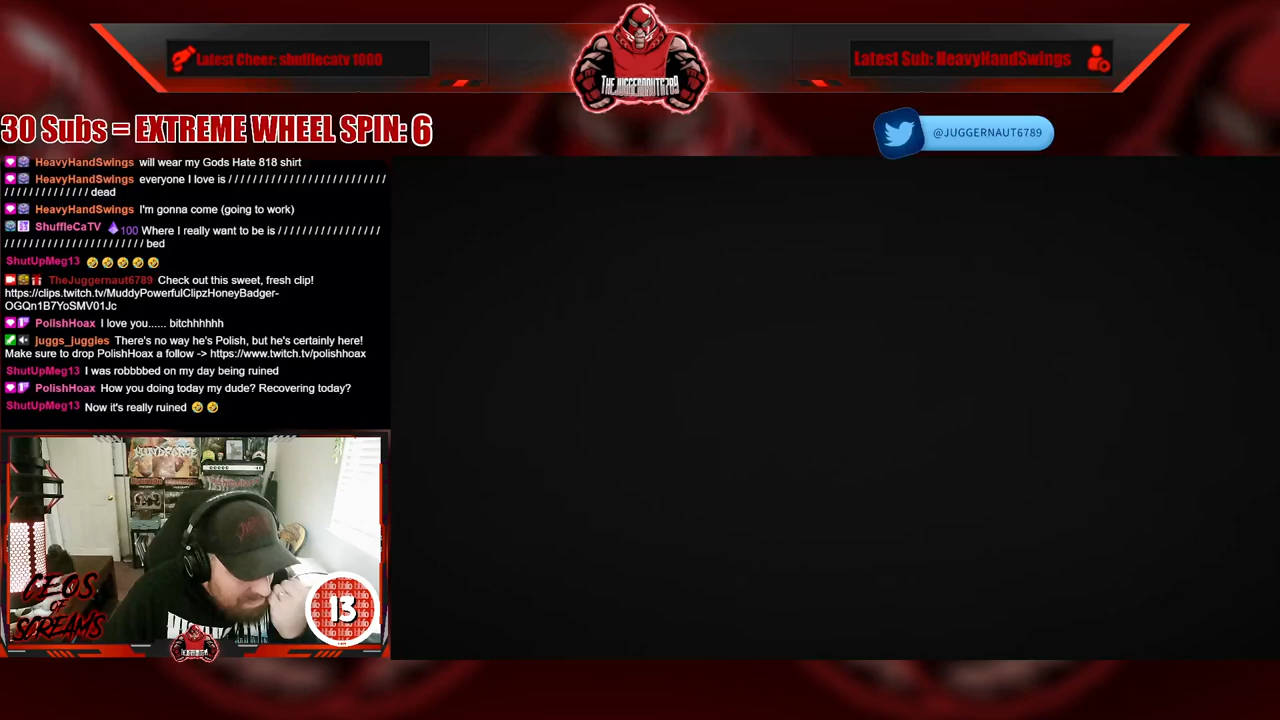 Latest Cheer: shufflecatv 1000
THEJUGGERNAUT6789
Latest Sub: HeavyHandSwings
30 Subs = EXTREME WHEEL SPIN: 6
@JUGGERNAUT6789
HeavyHandSwings will wear my Gods Hate 818 shirt
HeavyHandSwings everyone I love is / / / / / / / / / / / / / / / / / / / / / / / / / /
/ / / / / / / / / / / / / / dead
HeavyHandSwings I'm gonna come (going to work)
ShuffleCaTV 100 Where I really want to be is / / / / / / / / / / / / / / / / /
/ / / / / / / / / / / / / / / / / / / / / / / bed
ShutUpMeg13 🤣 🤣 🤣 🤣 🤣
TheJuggernaut6789 Check out this sweet, fresh clip!
https://clips.twitch.tv/MuddyPowerfulClipzHoneyBadger-
OGQn1B7YoSMV01Jc
PolishHoax I love you...... bitchhhhhh
juggs_juggles There's no way he's Polish, but he's certainly here!
Make sure to drop PolishHoax a follow -> https://www.twitch.tv/polishhoax
ShutUpMeg13 I was robbbbed on my day being ruined
PolishHoax How you doing today my dude? Recovering today?
ShutUpMeg13 Now it's really ruined 🤣 🤣
MINDFORCE
C.E.O.S.
OF
SCREAMS
13